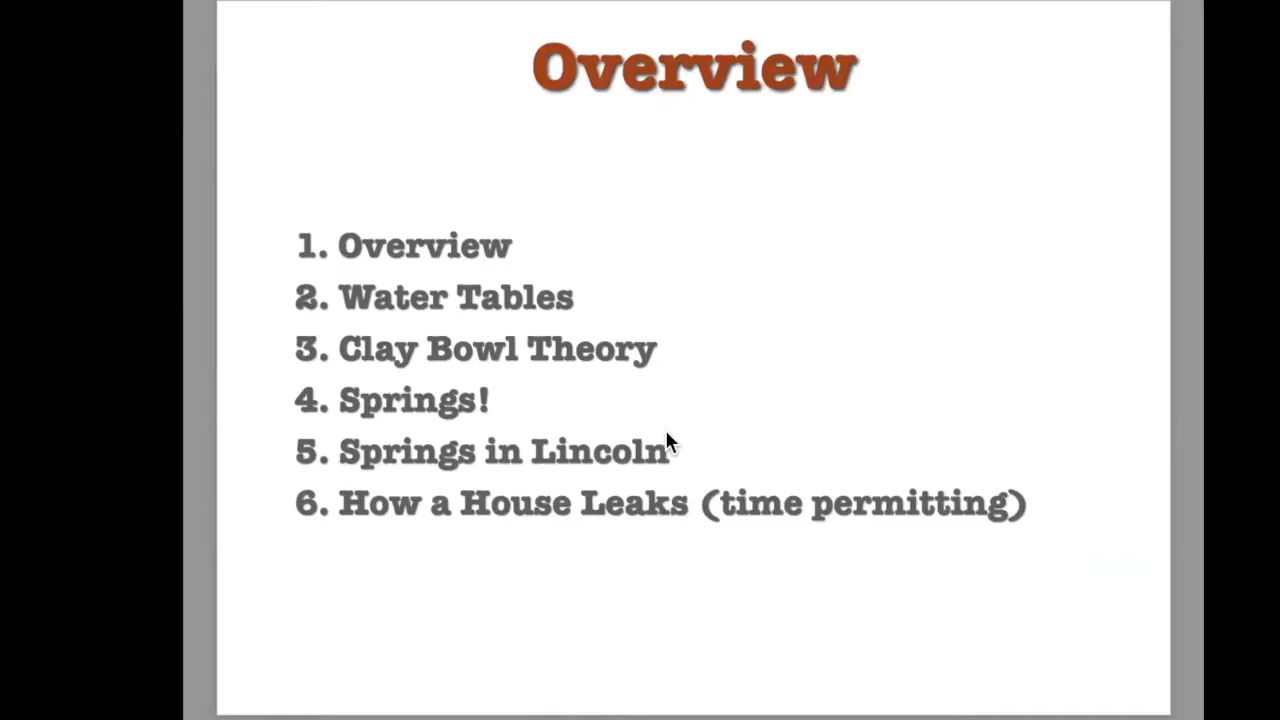 Overview
1. Overview
2. Water Tables
3. Clay Bowl Theory
4. Springs!
5. Springs in Lincoln
6. How a House Leaks (time permitting)